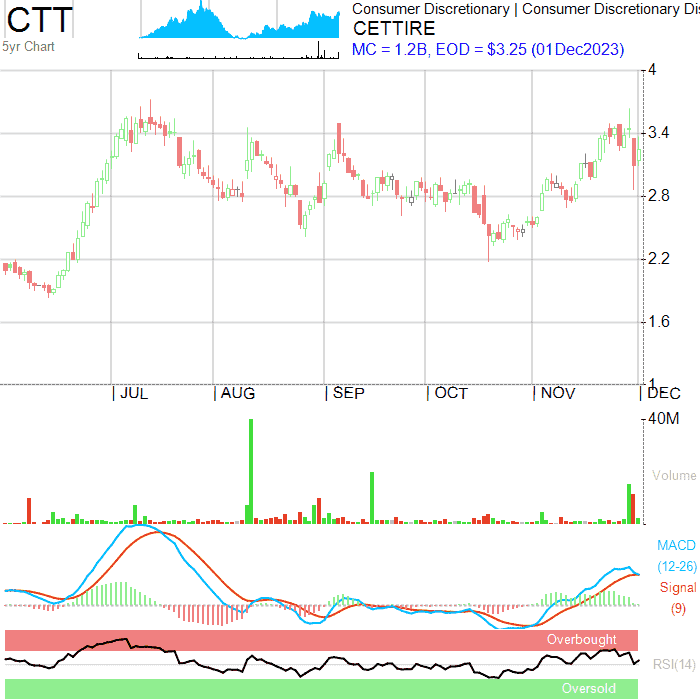 CTT
5yr Chart
Consumer Discretionary | Consumer Discretionary Dis
CETTIRE
MC = 1.2B, EOD = $3.25 (01Dec2023)
4
3.4
2.8
2.2
1.6
1
JUL AUG SEP OCT NOV DEC
40M
Volume
MACD
(12-26)
Signal
(9)
Overbought
RSI(14)
Oversold